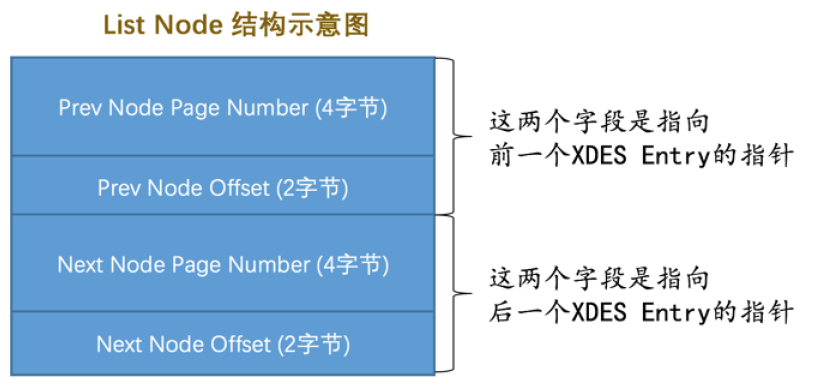 List Node 结构示意图
Prev Node Page Number (4字节)
Prev Node Offset (2字节)
这两个字段是指向
前一个XDES Entry的指针
Next Node Page Number (4字节)
Next Node Offset (2字节)
这两个字段是指向
后一个XDES Entry的指针